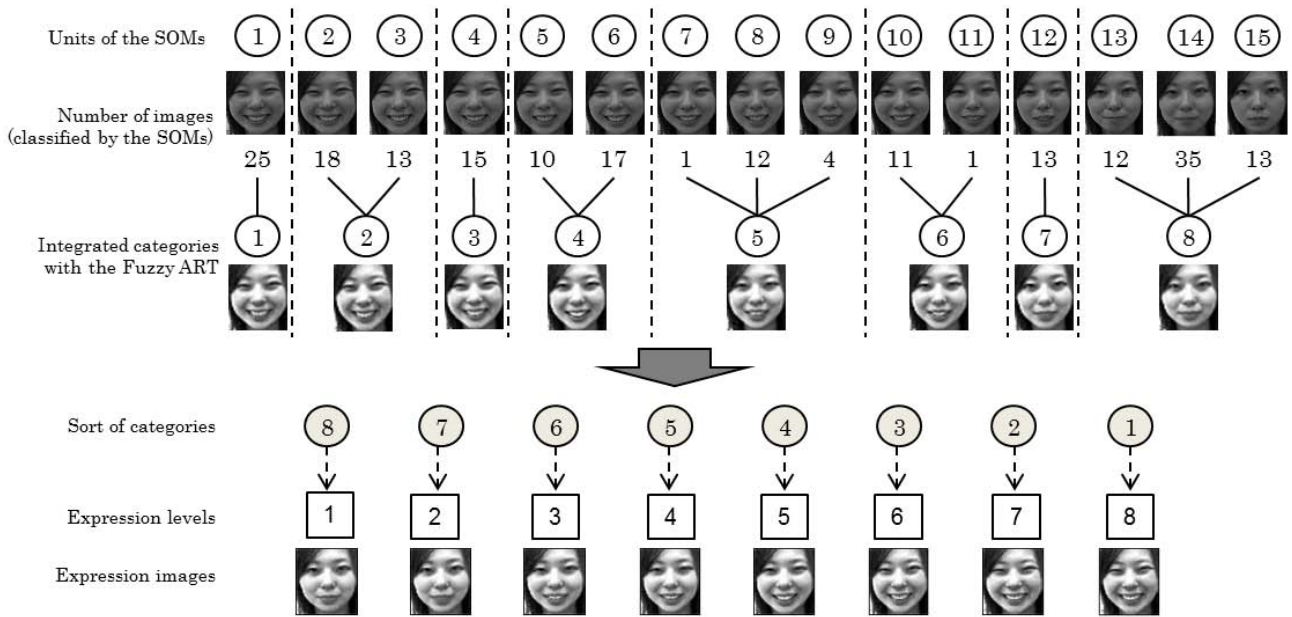 Units of the SOMs 1 2 3 4 5 6 7 8 9 10 11 12 13 14 15
Number of images
(classified by the SOMs)
25 18 13 15 10 17 1 12 4 11 1 13 12 35 13
1 2 3 4 5 6 7 8
Integrated categories
with the Fuzzy ART
Sort of categories 8 7 6 5 4 3 2 1
Expression levels 1 2 3 4 5 6 7 8
Expression images